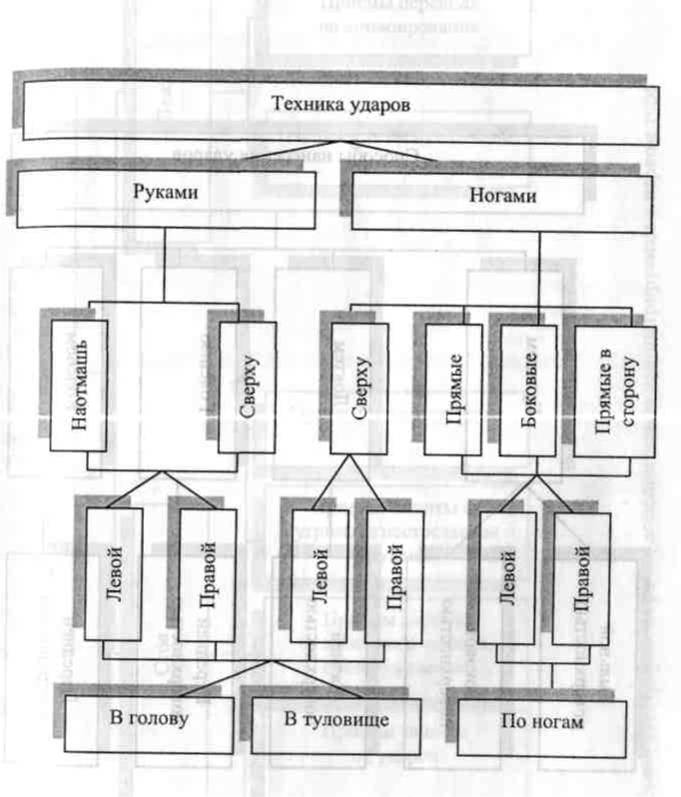 Техника ударов
Руками
Ногами
Наотмашь
Сверху
Сверху
Прямые
Боковые
Прямые в
сторону
Левой
Правой
Левой
Правой
Левой
Правой
В голову
В туловище
По ногам